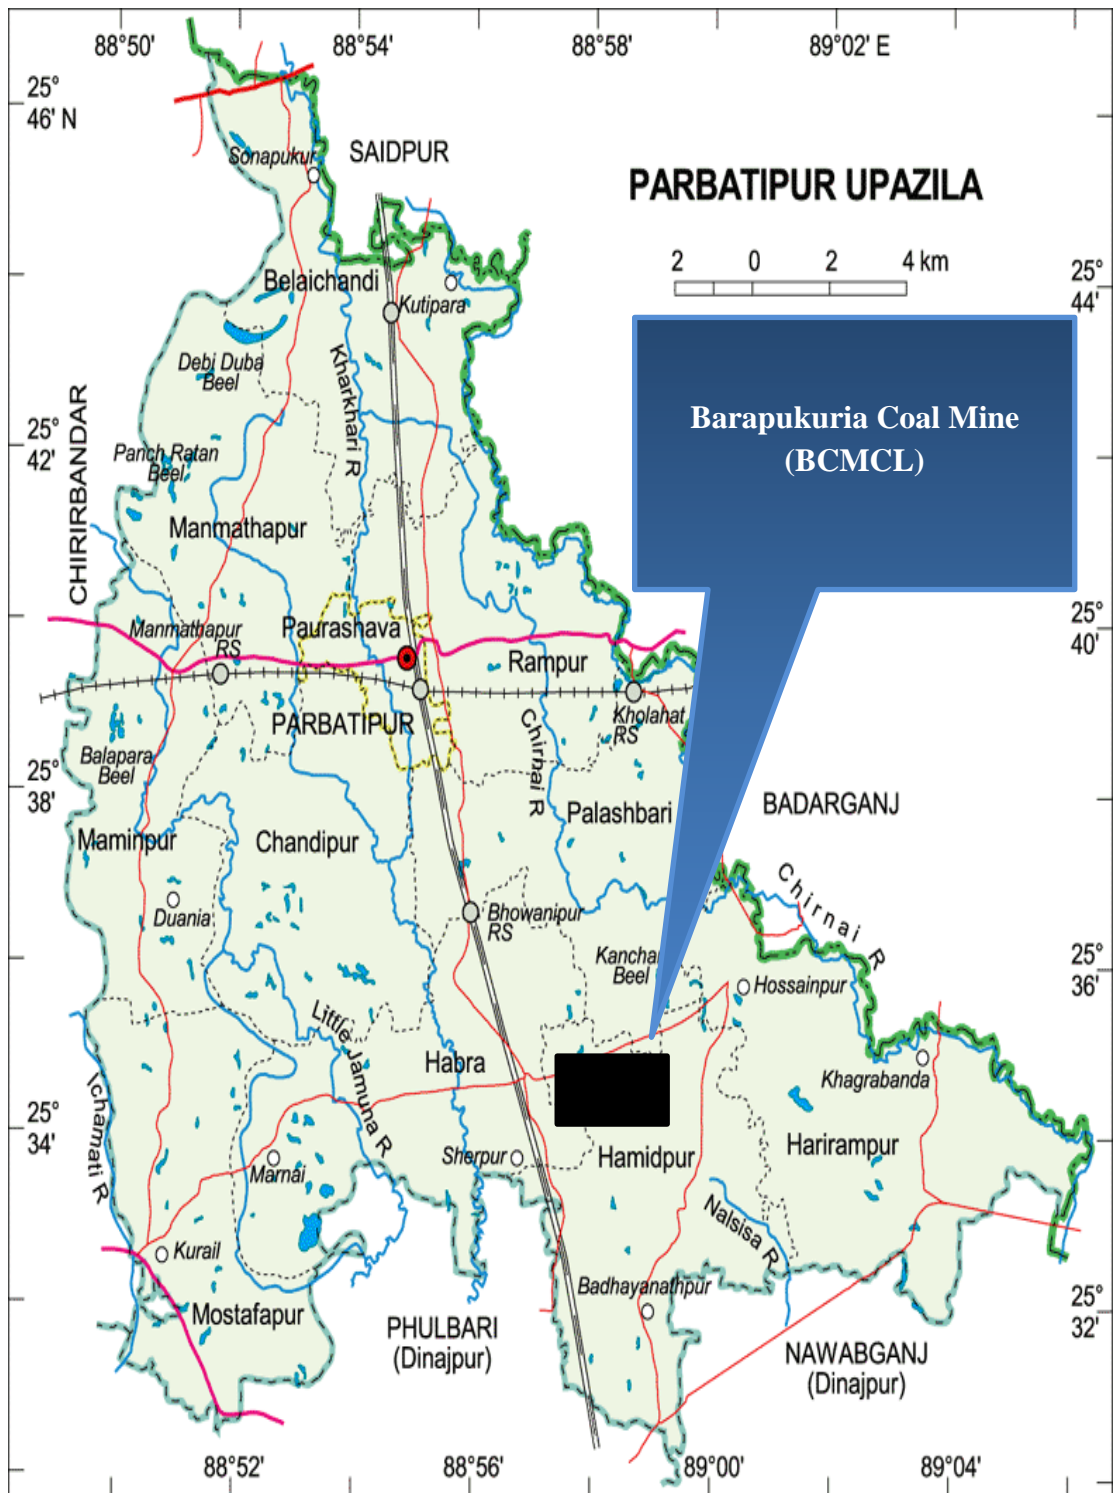 88°50'
88°54'
88°58'
89°02' E
25°
46' N
Sonapukur
SAIDPUR
PARBATIPUR UPAZILA
2 0 2 4 km
25°
44'
Belaichandi
Kutipara
Debi Duba
Beel
Kharkhari R
Barapukuria Coal Mine
(BCMCL)
CHIRIRBANDAR
25°
42'
Panch Ratan
Beel
Manmathapur
Manmathapur
RS
Paurashava
Rampur
25°
40'
PARBATIPUR
Kholahat
RS
Chirnai R
Balapara
Beel
25°
38'
Palashbari
BADARGANJ
Maminpur
Chandipur
Duania
Bhowanipur
RS
Chirnai R
Kanchan
Beel
Hossainpur
25°
36'
Little Jamuna R
Habra
Khagrabanda
Ichamati R
25°
34'
Marnai
Sherpur
Hamidpur
Harirampur
Nalsisa R
Kurail
Badhayanathpur
Mostafapur
PHULBARI
(Dinajpur)
NAWABGANJ
(Dinajpur)
25°
32'
88°52'
88°56'
89°00'
89°04'